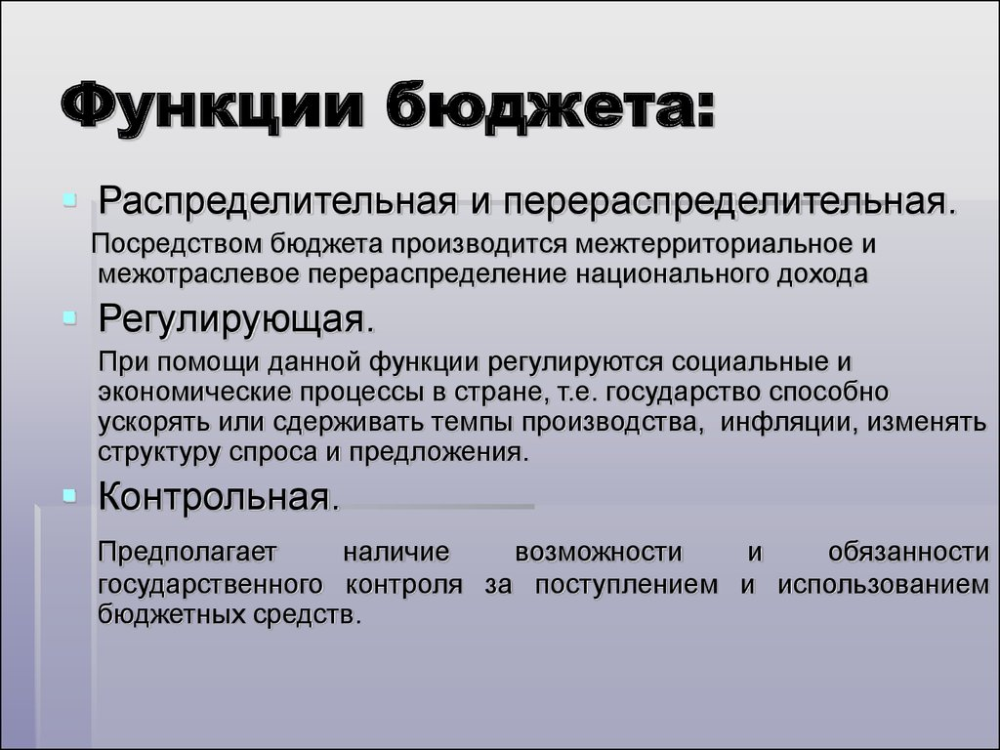 Функции бюджета:
Распределительная и перераспределительная.
Посредством бюджета производится межтерриториальное и
межотраслевое перераспределение национального дохода
Регулирующая.
При помощи данной функции регулируются социальные и
экономические процессы в стране, т.е. государство способно
ускорять или сдерживать темпы производства, инфляции, изменять
структуру спроса и предложения.
Контрольная.
Предполагает наличие возможности и обязанности
государственного контроля за поступлением и использованием
бюджетных средств.